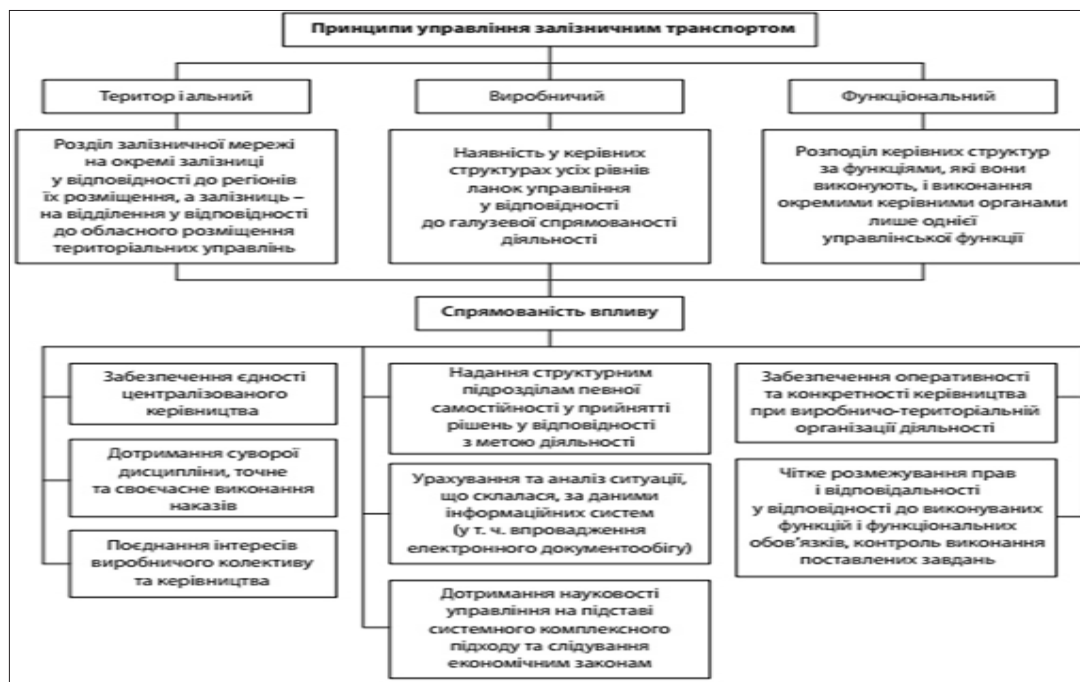 Принципи управління залізничним транспортом
Територ іальний
Виробничий
Функціональний
Розділ залізничної мережі
на окремі залізниці
у відповідності до регіонів
їх розміщення, а залізниць –
на відділення у відповідності
до обласного розміщення
територіальних управлінь
Наявність у керівних
структурах усіх рівнів
ланок управління
у відповідності
до галузевої спрямованості
діяльності
Розподіл керівних структур
за функціями, які вони
виконують, і виконання
окремими керівними органами
лише однієї
управлінської функції
Спрямованість впливу
Забезпечення єдності
централізованого
керівництва
Дотримання суворої
дисципліни, точне
та своєчасне виконання
наказів
Поєднання інтересів
виробничого колективу
та керівництва
Надання структурним
підрозділам певної
самостійності у прийнятті
рішень у відповідності
з метою діяльності
Урахування та аналіз ситуації,
що склалася, за даними
інформаційних систем
(у т. ч. впровадження
електронного документообігу)
Дотримання науковості
управління на підставі
системного комплексного
підходу та слідування
економічним законам
Забезпечення оперативності
та конкретності керівництва
при виробничо-територіальній
організації діяльності
Чітке розмежування прав
і відповідальності
у відповідності до виконуваних
функцій і функціональних
обов’язків, контроль виконання
поставлених завдань